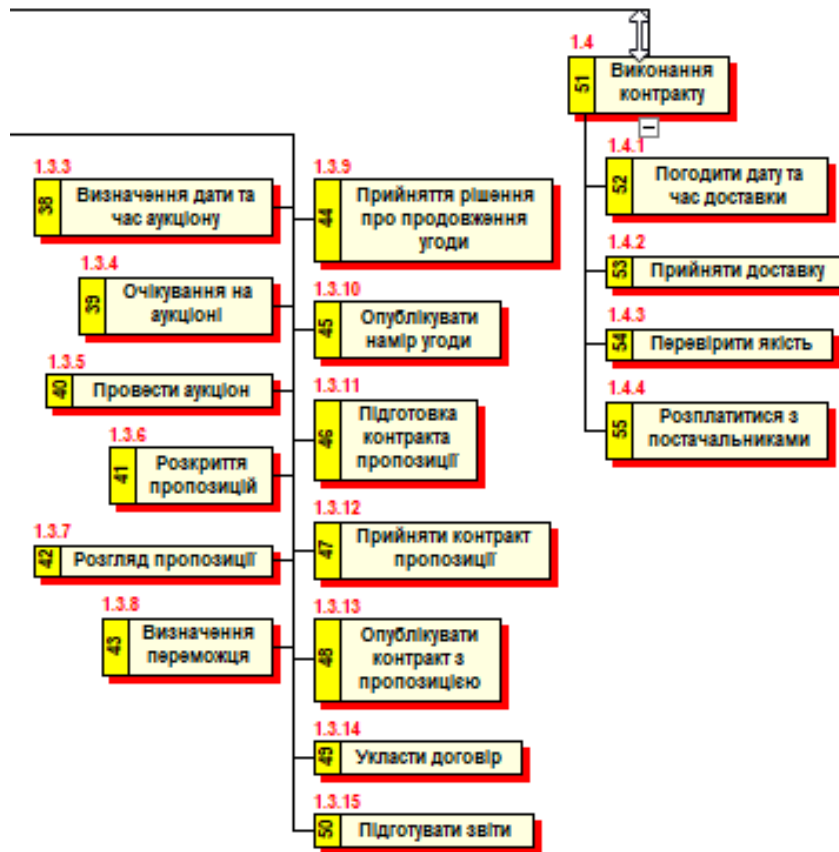 1.4
51
Виконання
контракту
1.3.3
38
Визначення дати та
час аукціону
1.3.4
39
Очікування на
аукціоні
1.3.5
40
Провести аукціон
1.3.6
41
Розкриття
пропозицій
1.3.7
42
Розгляд пропозиції
1.3.8
43
Визначення
переможця
1.3.9
44
Прийняття рішення
про продовження
угоди
1.3.10
45
Опублікувати
намір угоди
1.3.11
46
Підготовка
контракта
пропозиції
1.3.12
47
Прийняти контракт
пропозиції
1.3.13
48
Опублікувати
контракт з
пропозицією
1.3.14
49
Укласти договір
1.3.15
50
Підготувати звіти
1.4.1
52
Погодити дату та
час доставки
1.4.2
53
Прийняти доставку
1.4.3
54
Перевірити якість
1.4.4
55
Розплатитися з
постачальниками